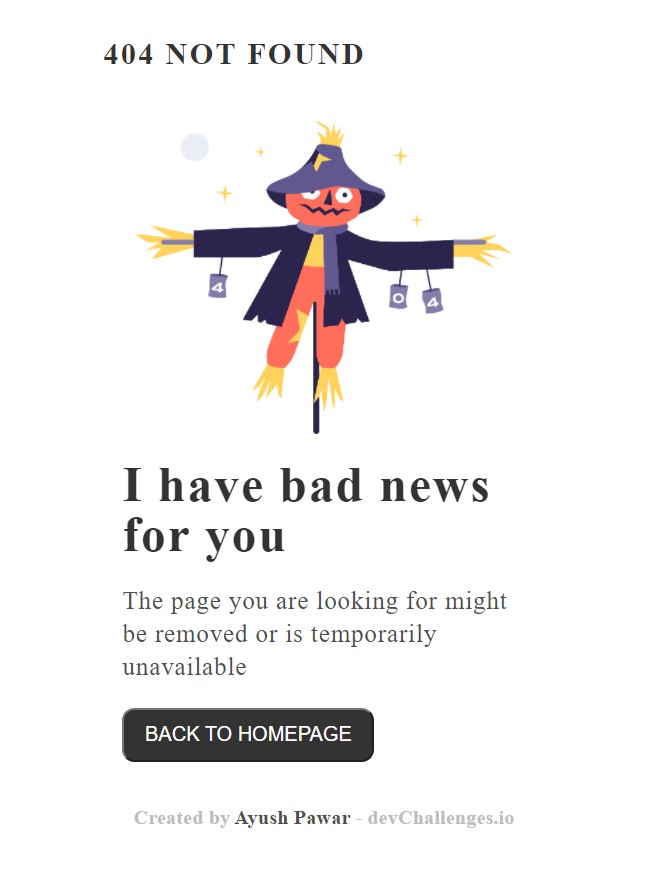 404 NOT FOUND
4
0 4
I have bad news
for you
The page you are looking for might
be removed or is temporarily
unavailable
BACK TO HOMEPAGE
Created by Ayush Pawar - devChallenges.io